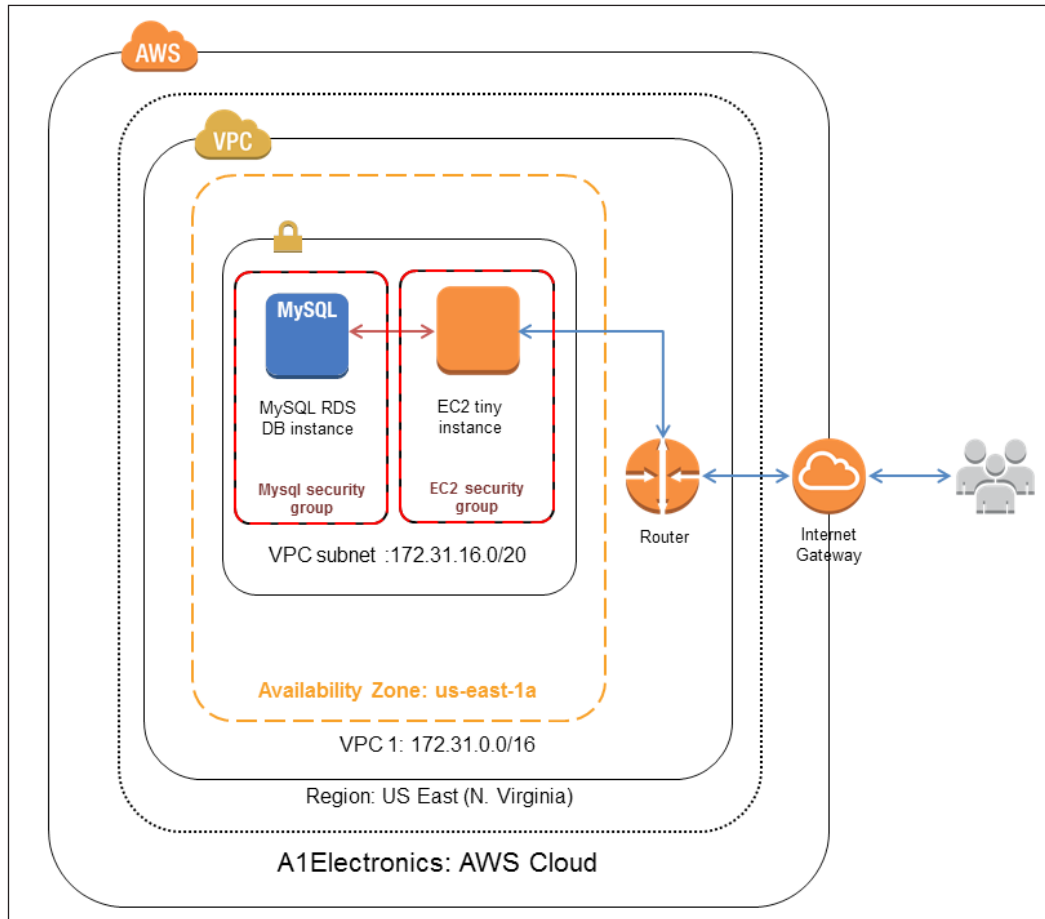 AWS
VPC
MySQL
MySQL RDS
DB instance
EC2 tiny
instance
Mysql security
group
EC2 security
group
VPC subnet :172.31.16.0/20
Router
Internet
Gateway
Availability Zone: us-east-1a
VPC 1: 172.31.0.0/16
Region: US East (N. Virginia)
A1Electronics: AWS Cloud